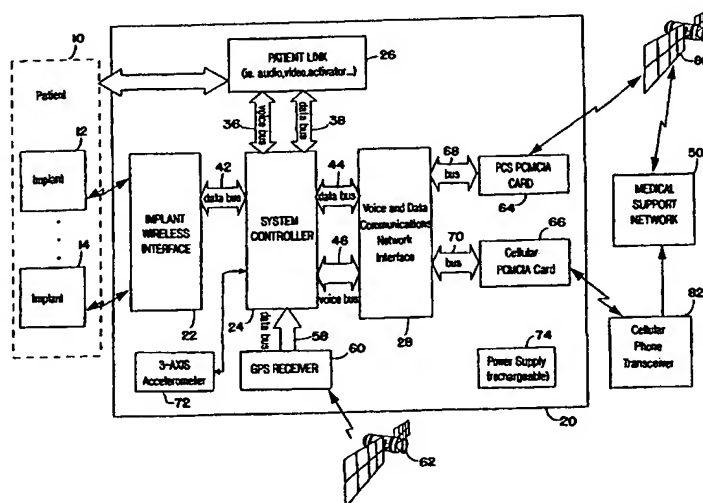 10
Patient
12
Implant
14
Implant
PATIENT LINK
(ie. audio,video,activator...)
26
36
voice bus
data bus
38
IMPLANT
WIRELESS
INTERFACE
22
42
data bus
SYSTEM
CONTROLLER
24
44
data bus
46
voice bus
Voice and Data
Communications
Network
Interface
28
68
bus
PCS PCMCIA
CARD
64
70
bus
66
Cellular
PCMCIA Card
3-AXIS
Accelerometer
72
data bus
58
GPS RECEIVER
60
74
Power Supply
(rechargeable)
20
62
50
MEDICAL
SUPPORT
NETWORK
82
Cellular
Phone
Transceiver